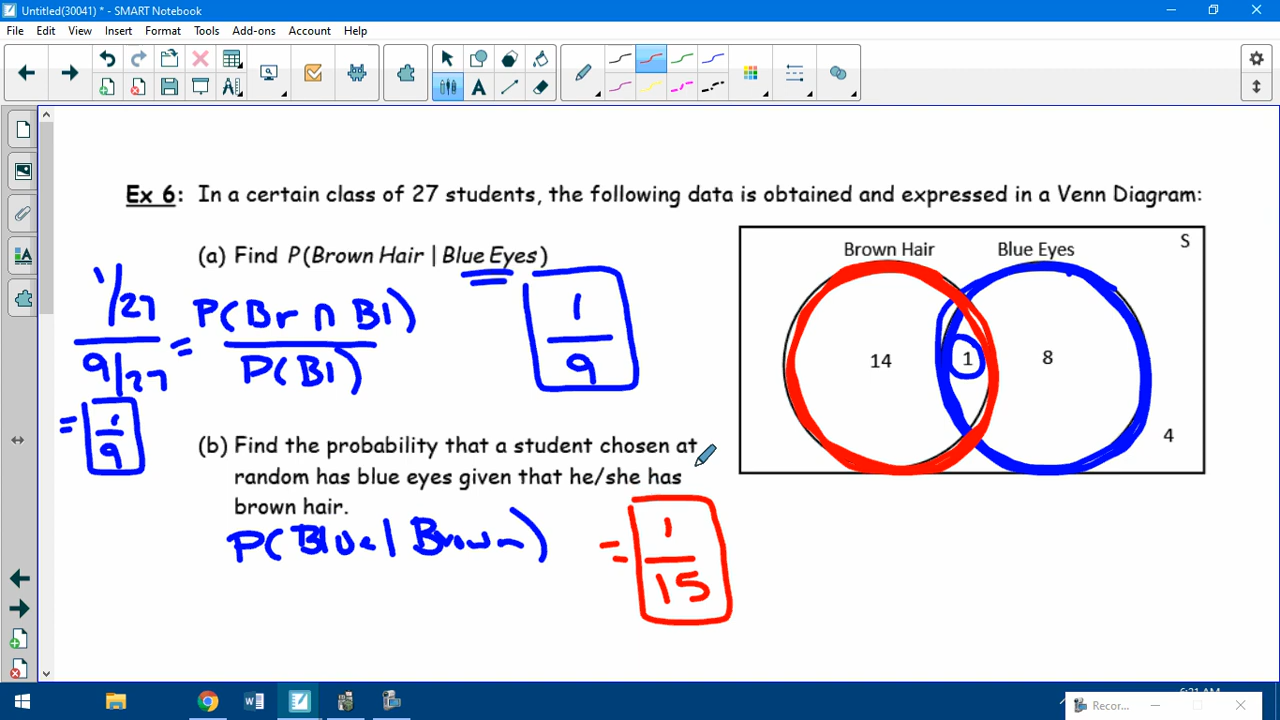 Untitled(30041) * - SMART Notebook
File Edit View Insert Format Tools Add-ons Account Help
Ex 6: In a certain class of 27 students, the following data is obtained and expressed in a Venn Diagram:
(a) Find P(Brown Hair | Blue Eyes)
1/27
9/27
=
P(Br ∩ Bl)
P(Bl)
1
9
= 1
9
Brown Hair Blue Eyes S
14 1 8
4
(b) Find the probability that a student chosen at
random has blue eyes given that he/she has
brown hair.
P(Blue | Brown)
= 1
15
Recor...